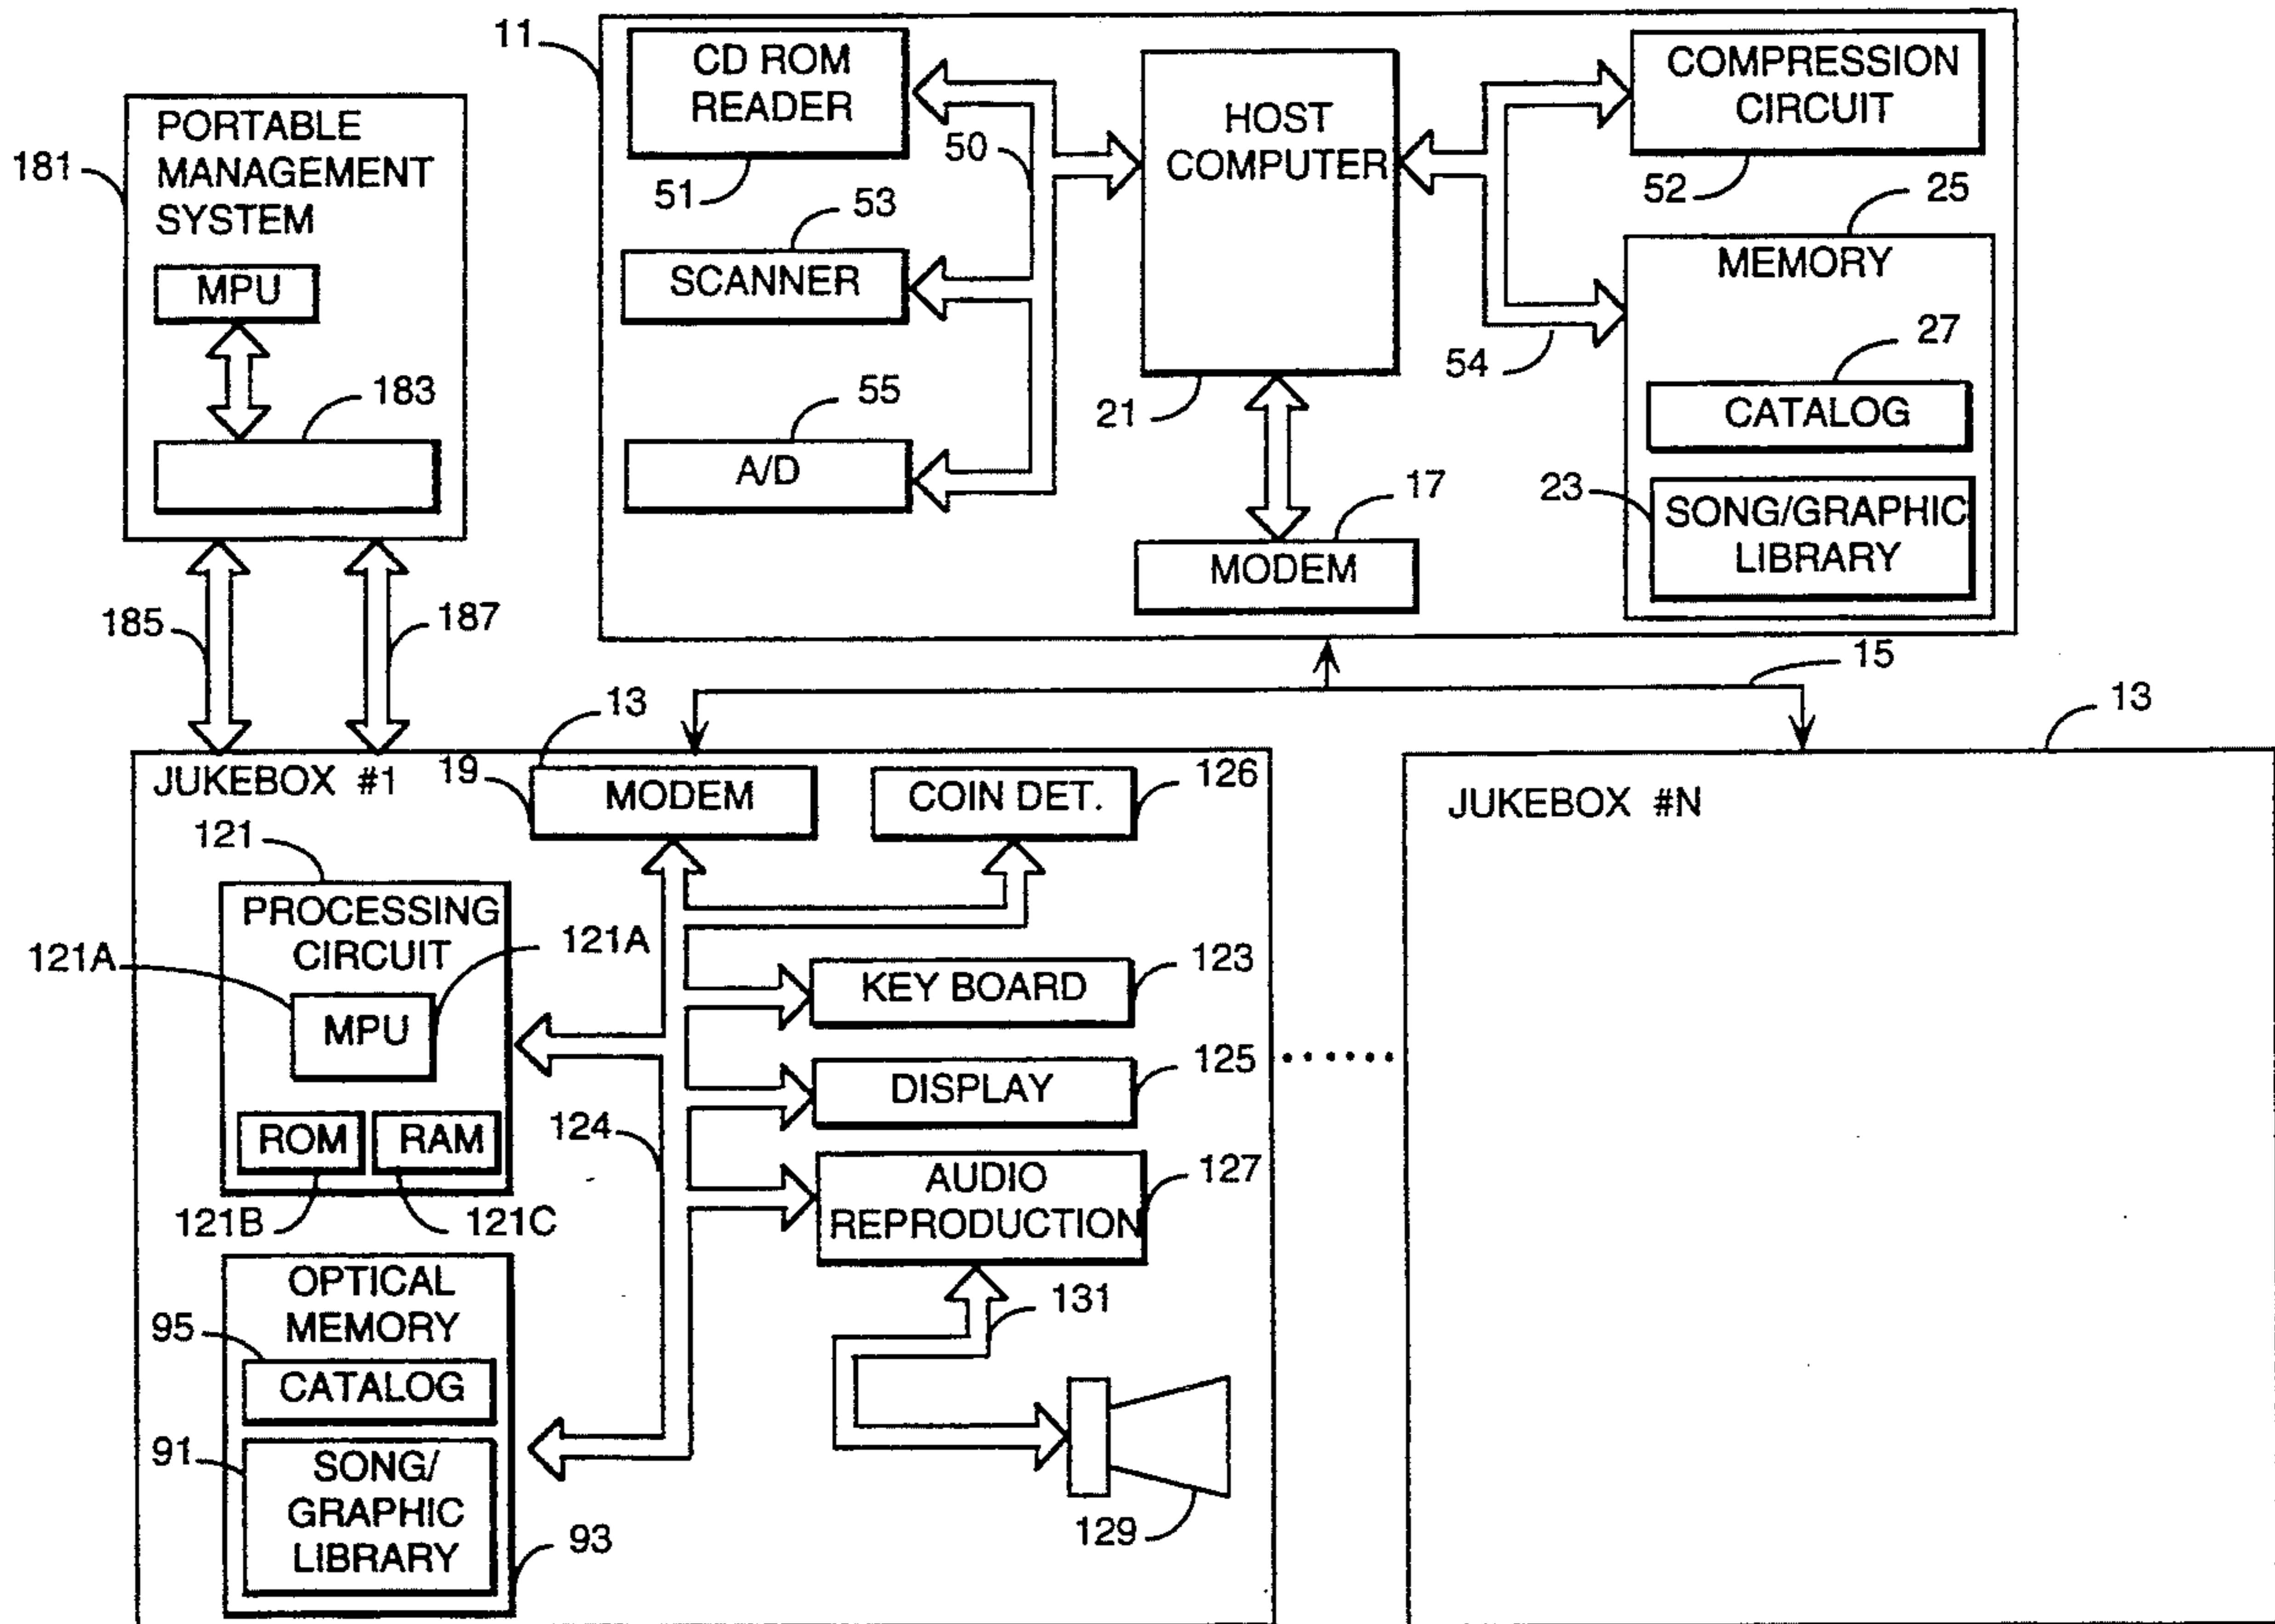 11
CD ROM
READER
51
50
HOST
COMPUTER
21
COMPRESSION
CIRCUIT
52
25
MEMORY
53
SCANNER
54
27
CATALOG
55
A/D
17
MODEM
23
SONG/GRAPHIC
LIBRARY
181
PORTABLE
MANAGEMENT
SYSTEM
MPU
183
185
187
15
13
13
JUKEBOX #1
19
MODEM
COIN DET.
126
121
PROCESSING
CIRCUIT
121A
121A
MPU
ROM
RAM
121B
121C
124
KEY BOARD
123
DISPLAY
125
AUDIO
REPRODUCTION
127
131
129
OPTICAL
MEMORY
95
CATALOG
91
SONG/
GRAPHIC
LIBRARY
93
......
JUKEBOX #N